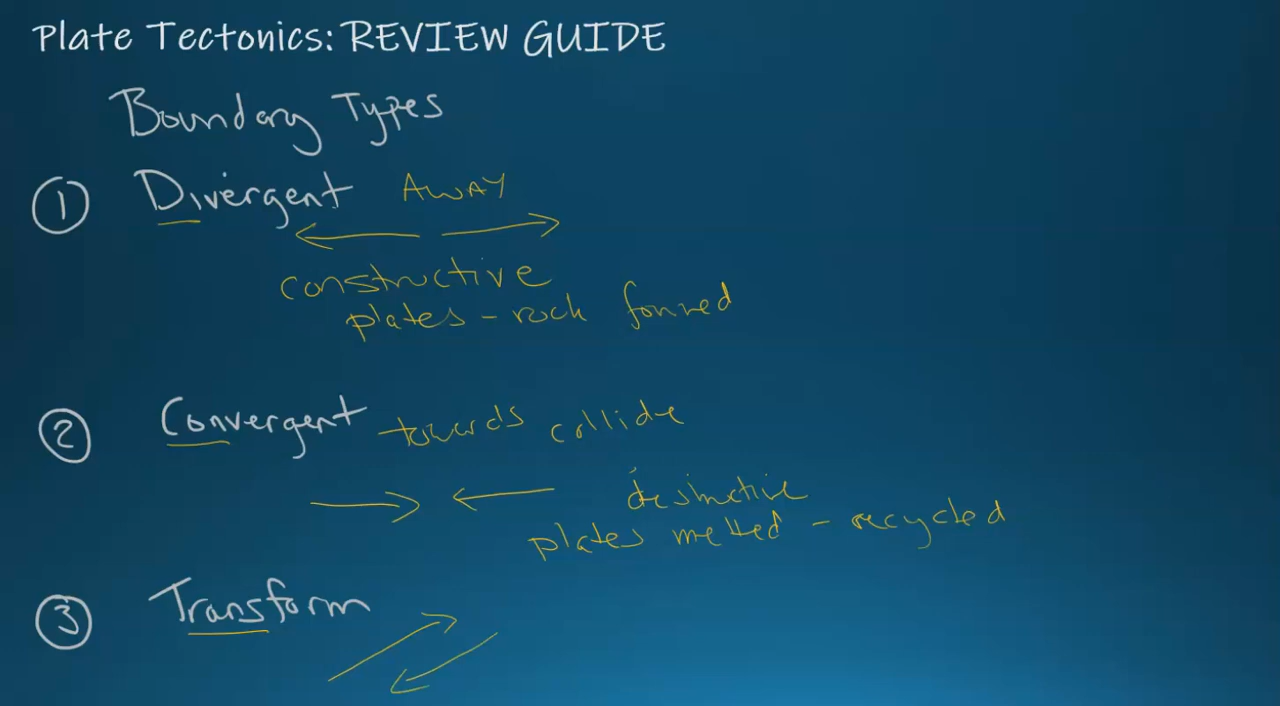 Plate Tectonics: REVIEW GUIDE
Boundary Types
① Divergent AWAY
constructive
plates - rock formed
② Convergent towards collide
destructive
plates melted - recycled
③ Transform